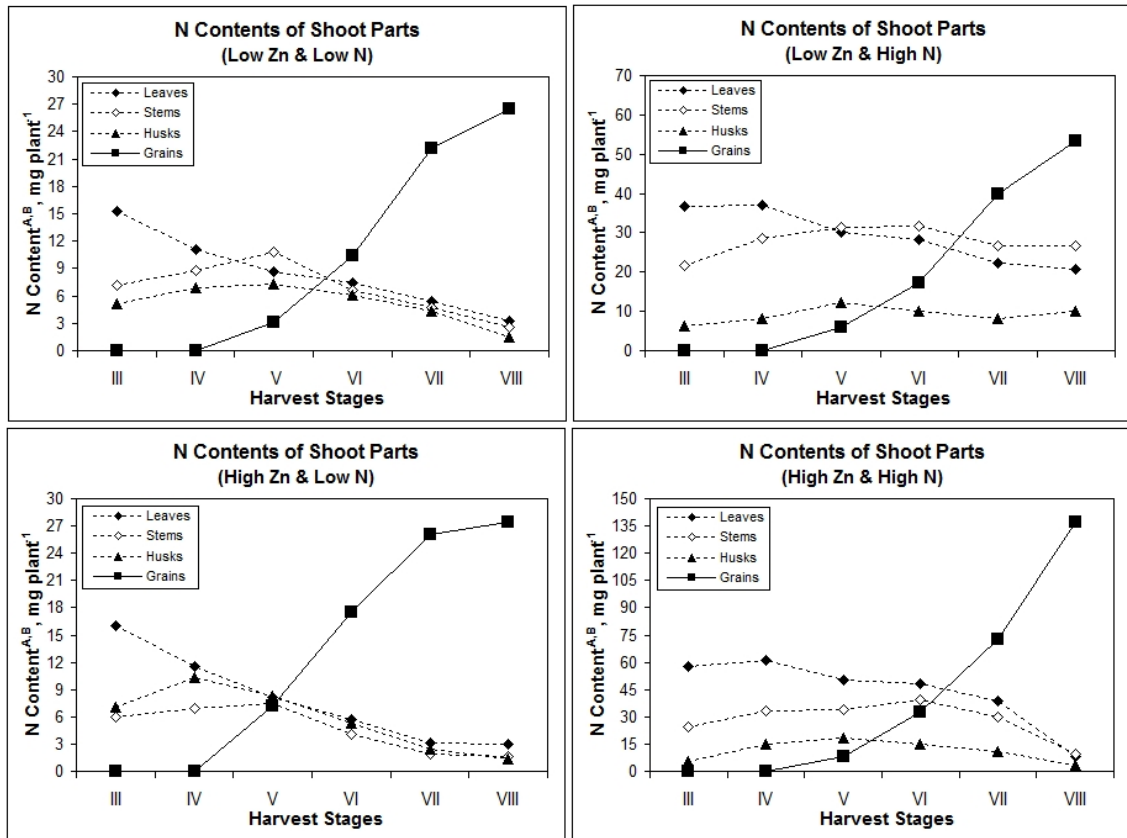 N Contents of Shoot Parts
(Low Zn & Low N)
Leaves
Stems
Husks
Grains
N Content^A,B, mg plant^-1
30
27
24
21
18
15
12
9
6
3
0
III IV V VI VII VIII
Harvest Stages
N Contents of Shoot Parts
(Low Zn & High N)
Leaves
Stems
Husks
Grains
N Content^A,B, mg plant^-1
70
60
50
40
30
20
10
0
III IV V VI VII VIII
Harvest Stages
N Contents of Shoot Parts
(High Zn & Low N)
Leaves
Stems
Husks
Grains
N Content^A,B, mg plant^-1
30
27
24
21
18
15
12
9
6
3
0
III IV V VI VII VIII
Harvest Stages
N Contents of Shoot Parts
(High Zn & High N)
Leaves
Stems
Husks
Grains
N Content^A,B, mg plant^-1
150
135
120
105
90
75
60
45
30
15
0
III IV V VI VII VIII
Harvest Stages